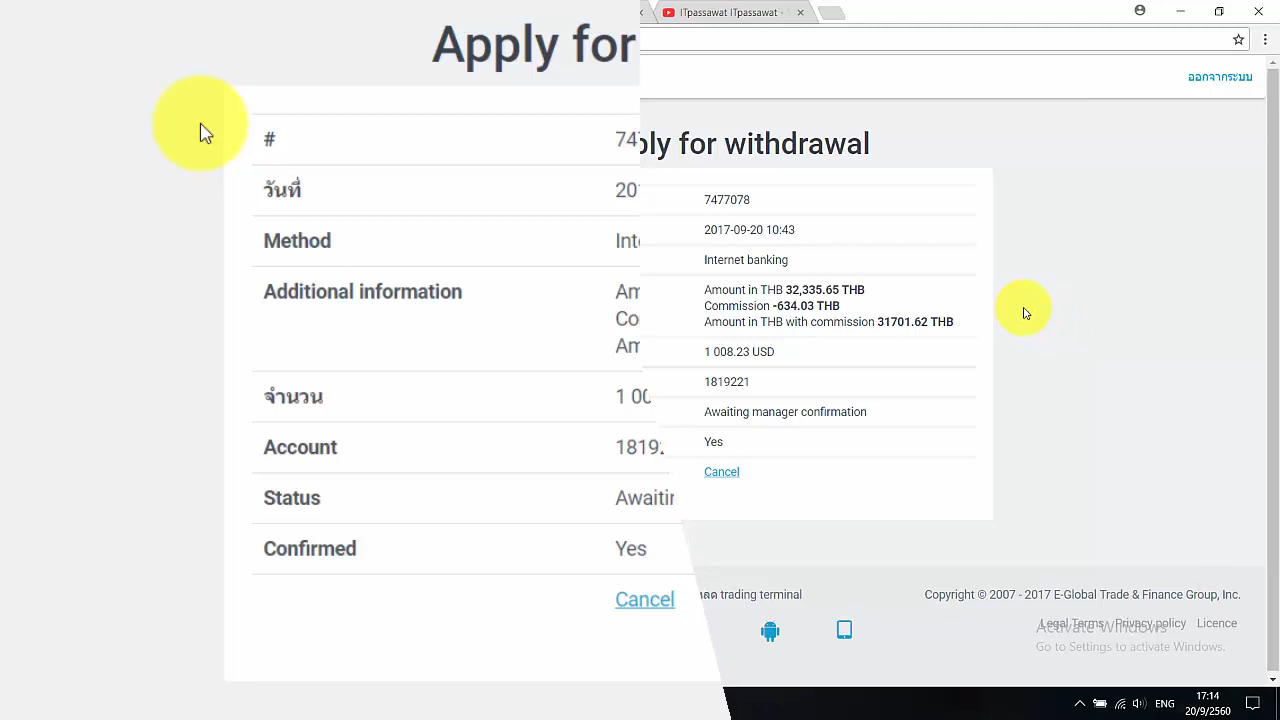 ITpassawat ITpassawat -
ออกจากระบบ
Apply for
ply for withdrawal
#
วันที่
Method
Additional information
จำนวน
Account
Status
Confirmed
747
20
Int
Am
Co
Am
1 00
1819
Awaitin
Yes
Cancel
7477078
2017-09-20 10:43
Internet banking
Amount in THB 32,335.65 THB
Commission -634.03 THB
Amount in THB with commission 31701.62 THB
1 008.23 USD
1819221
Awaiting manager confirmation
Yes
Cancel
trading terminal
Copyright © 2007 - 2017 E-Global Trade & Finance Group, Inc.
Legal Terms Privacy policy Licence
Activate Windows
Go to Settings to activate Windows.
ENG
17:14
20/9/2560